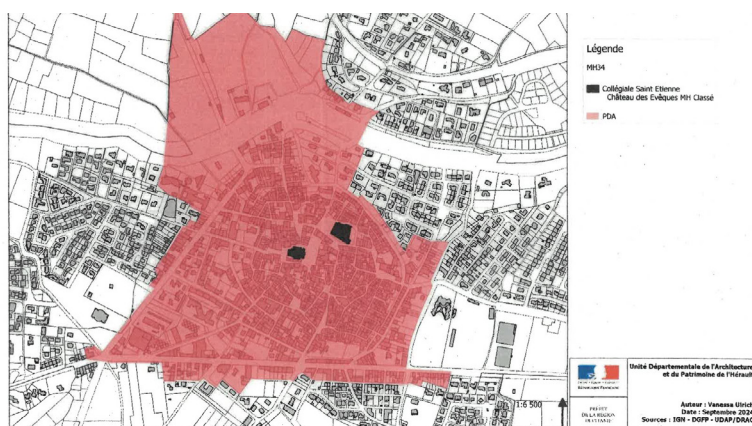 Légende
MH34
Collégiale Saint Etienne
Château des Evêques MH Classé
PDA
1:6 500
Unité Départementale de l'Architecture
et du Patrimoine de l'Hérault
PRÉFET
DE LA RÉGION
OCCITANIE
Auteur : Vanessa Ulrich
Date : Septembre 2024
Sources : IGN - DGFP - UDAP/DRAC